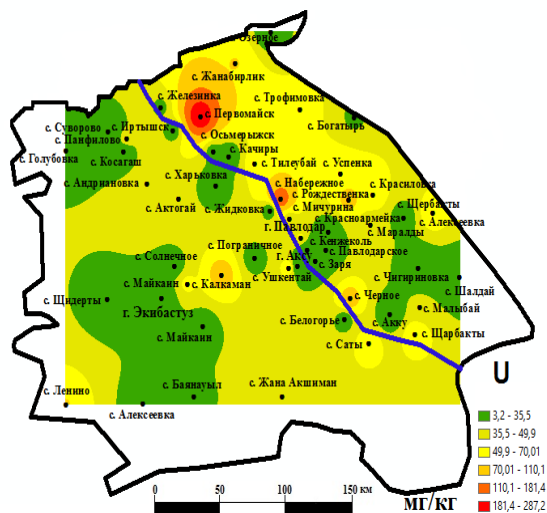 с. Озерное
с. Жанабирлик
с. Железинка
с. Трофимовка
с. Первомайск
с. Суворово
с. Иртышск
с. Богатырь
с. Панфилово
с. Осьмерыжск
с. Голубовка
с. Косагаш
с. Качиры
с. Тилеубай
с. Успенка
с. Харьковка
с. Андриановка
с. Набережное
с. Красиловка
с. Рождественка
с. Актогай
с. Жидковка
с. Мичурина
с. Щербакты
с. Красноармейка
с. Алексеевка
г. Павлодар
с. Маралды
с. Кенжеколь
с. Пограничное
с. Павлодарское
с. Солнечное
г. Аксу
с. Заря
с. Чигириновка
с. Ушкентай
с. Майкаин
с. Калкаман
с. Шалдай
с. Щидерты
г. Экибастуз
с. Черное
с. Малыбай
с. Белогорье
с. Акку
с. Майкаин
с. Щарбакты
с. Саты
с. Ленино
с. Баянауыл
с. Жана Акшиман
с. Алексеевка
U
3,2 - 35,5
35,5 - 49,9
49,9 - 70,01
70,01 - 110,1
110,1 - 181,4
181,4 - 287,2
мг/кг
0 50 100 150 км